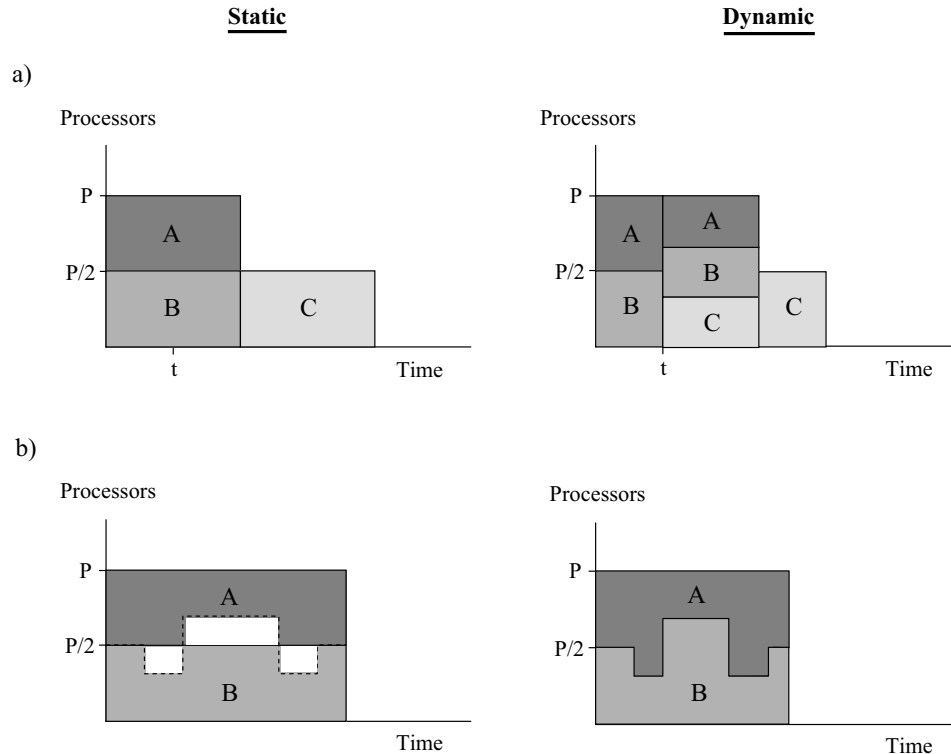 Static
Dynamic
a)
Processors
P
A
P/2
B
C
t
Time
Processors
P
A
A
B
P/2
B
C
C
t
Time
b)
Processors
P
A
P/2
B
Time
Processors
P
A
P/2
B
Time